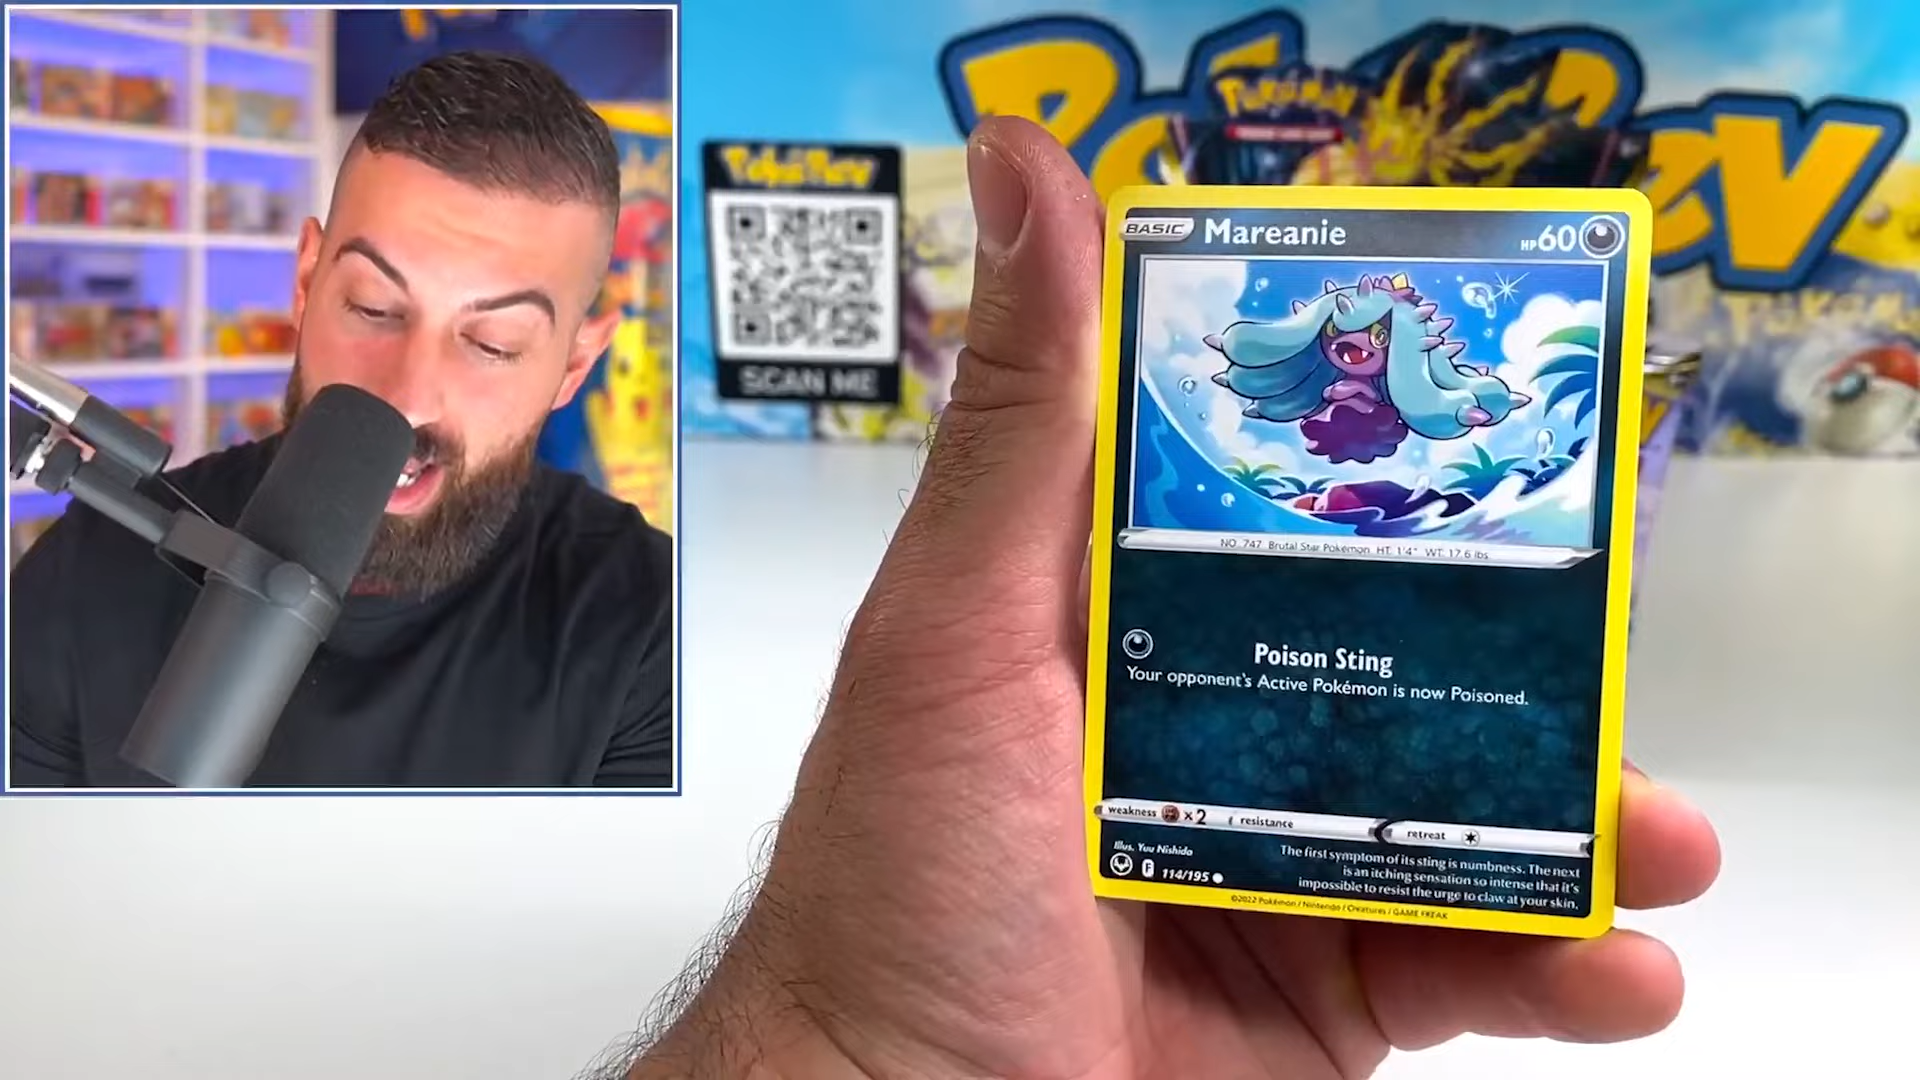 PokéRev
POKÉMON
PokéRev
SCAN ME
BASIC Mareanie HP60
NO. 747 Brutal Star Pokémon HT: 1'4" WT: 17.6 lbs
Poison Sting
Your opponent's Active Pokémon is now Poisoned.
weakness ×2 resistance retreat
Illus. Yuu Nishida
F 114/195
The first symptom of its sting is numbness. The next
is an itching sensation so intense that it's
impossible to resist the urge to claw at your skin.
©2022 Pokémon / Nintendo / Creatures / GAME FREAK